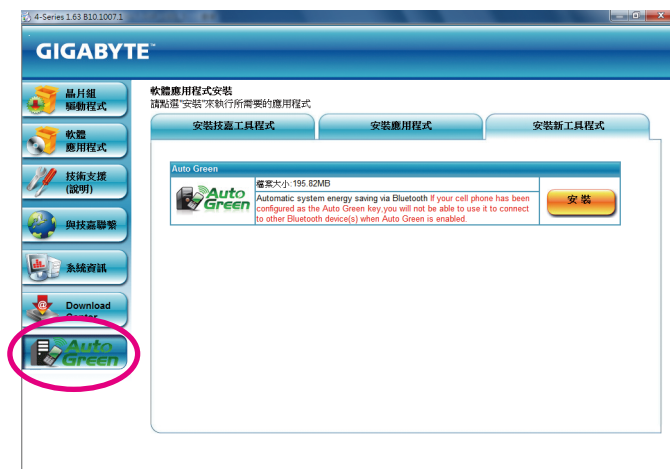 4-Series 1.63 B10.1007.1
GIGABYTE™
晶片組
驅動程式
軟體
應用程式
技術支援
(說明)
與技嘉聯繫
系統資訊
Download
Center
Auto
Green
軟體應用程式安裝
請點選"安裝"來執行所需要的應用程式
安裝技嘉工具程式
安裝應用程式
安裝新工具程式
Auto Green
Auto
Green
檔案大小:195.82MB
Automatic system energy saving via Bluetooth If your cell phone has been
configured as the Auto Green key,you will not be able to use it to connect
to other Bluetooth device(s) when Auto Green is enabled.
安裝